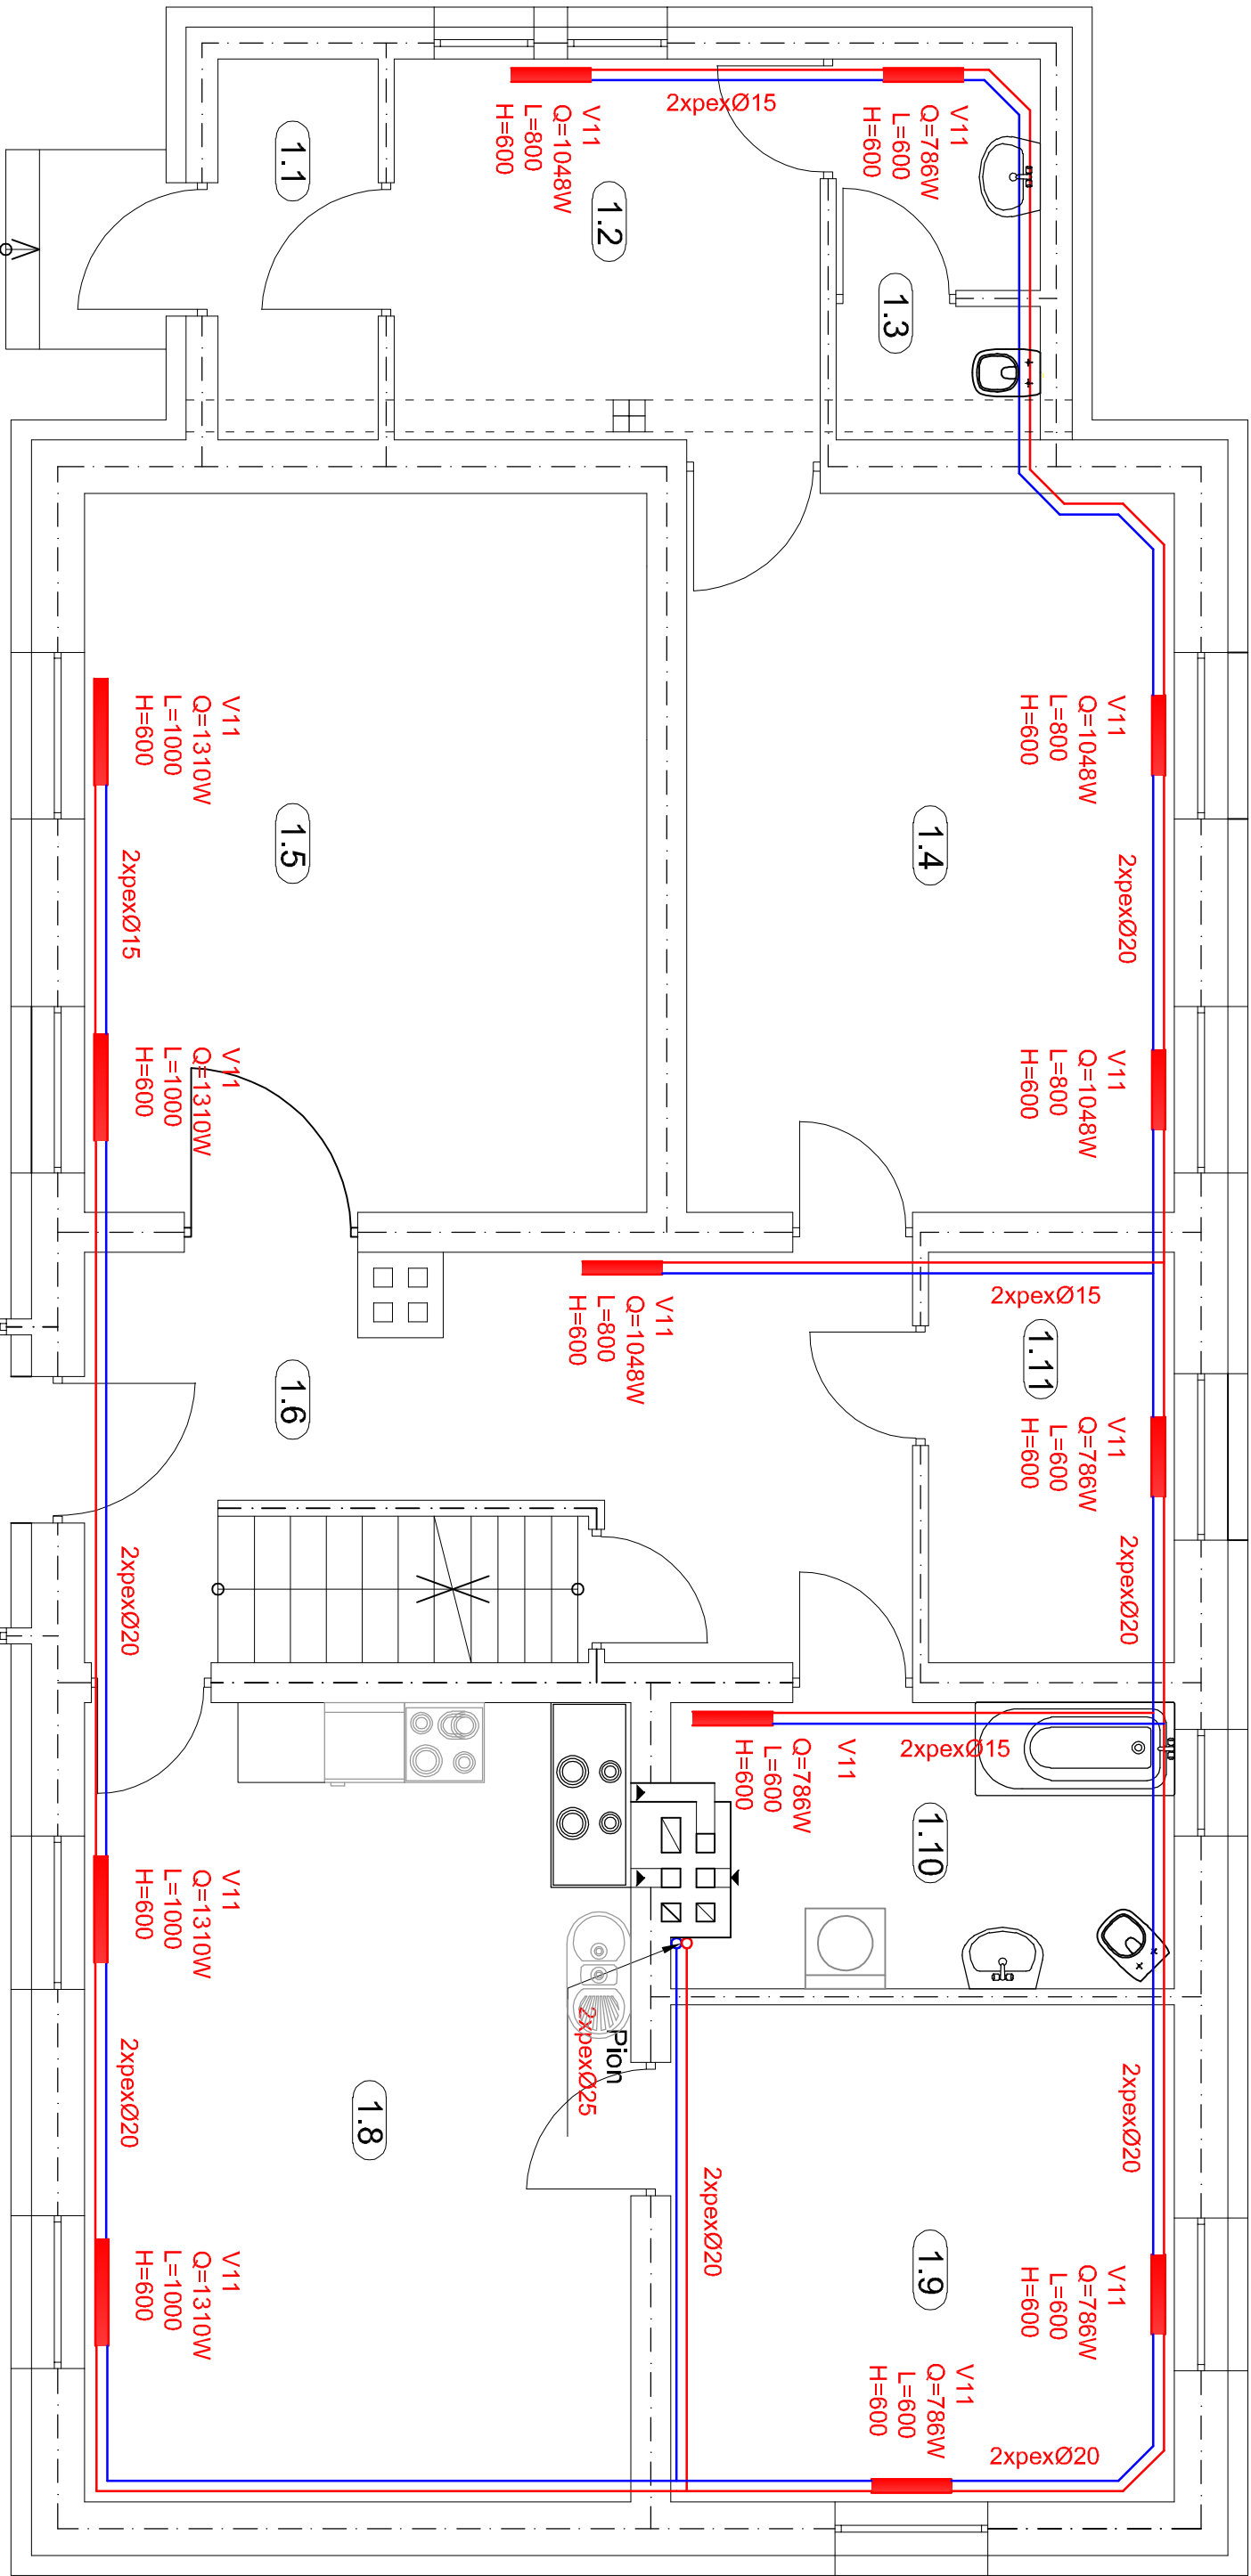 1.1
V11
Q=1048W
L=800
H=600
1.2
2xpexØ15
V11
Q=786W
L=600
H=600
1.3
V11
Q=1310W
L=1000
H=600
2xpexØ15
1.5
V11
Q=1310W
L=1000
H=600
V11
Q=1048W
L=800
H=600
2xpexØ20
1.4
V11
Q=1048W
L=800
H=600
V11
Q=1048W
L=800
H=600
2xpexØ15
1.11
1.6
V11
Q=786W
L=600
H=600
2xpexØ20
2xpexØ20
V11
Q=786W
L=600
H=600
2xpexØ15
1.10
V11
Q=1310W
L=1000
H=600
2xpexØ20
Pion
2xpexØ25
1.8
2xpexØ20
2xpexØ20
1.9
V11
Q=1310W
L=1000
H=600
V11
Q=786W
L=600
H=600
V11
Q=786W
L=600
H=600
2xpexØ20